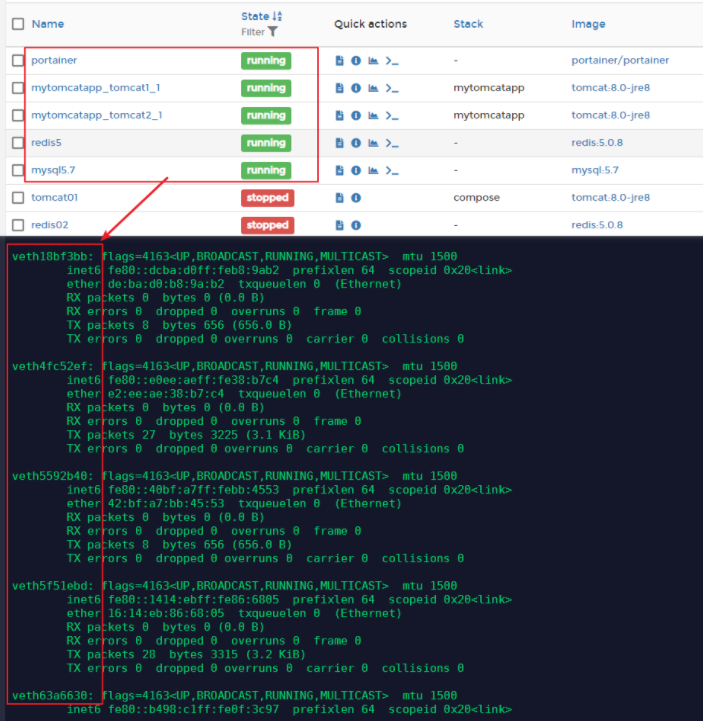 Name State Quick actions Stack Image
Filter
portainer running - portainer/portainer
mytomcatapp_tomcat1_1 running mytomcatapp tomcat:8.0-jre8
mytomcatapp_tomcat2_1 running mytomcatapp tomcat:8.0-jre8
redis5 running - redis:5.0.8
mysql5.7 running - mysql:5.7
tomcat01 stopped compose tomcat:8.0-jre8
redis02 stopped - redis:5.0.8
veth18bf3bb: flags=4163<UP,BROADCAST,RUNNING,MULTICAST>  mtu 1500
inet6 fe80::dcba:d0ff:feb8:9ab2  prefixlen 64  scopeid 0x20<link>
ether de:ba:d0:b8:9a:b2  txqueuelen 0  (Ethernet)
RX packets 0  bytes 0 (0.0 B)
RX errors 0  dropped 0  overruns 0  frame 0
TX packets 8  bytes 656 (656.0 B)
TX errors 0  dropped 0 overruns 0  carrier 0  collisions 0
veth4fc52ef: flags=4163<UP,BROADCAST,RUNNING,MULTICAST>  mtu 1500
inet6 fe80::e0ee:aeff:fe38:b7c4  prefixlen 64  scopeid 0x20<link>
ether e2:ee:ae:38:b7:c4  txqueuelen 0  (Ethernet)
RX packets 0  bytes 0 (0.0 B)
RX errors 0  dropped 0  overruns 0  frame 0
TX packets 27  bytes 3225 (3.1 KiB)
TX errors 0  dropped 0 overruns 0  carrier 0  collisions 0
veth5592b40: flags=4163<UP,BROADCAST,RUNNING,MULTICAST>  mtu 1500
inet6 fe80::40bf:a7ff:febb:4553  prefixlen 64  scopeid 0x20<link>
ether 42:bf:a7:bb:45:53  txqueuelen 0  (Ethernet)
RX packets 0  bytes 0 (0.0 B)
RX errors 0  dropped 0  overruns 0  frame 0
TX packets 8  bytes 656 (656.0 B)
TX errors 0  dropped 0 overruns 0  carrier 0  collisions 0
veth5f51ebd: flags=4163<UP,BROADCAST,RUNNING,MULTICAST>  mtu 1500
inet6 fe80::1414:ebff:fe86:6805  prefixlen 64  scopeid 0x20<link>
ether 16:14:eb:86:68:05  txqueuelen 0  (Ethernet)
RX packets 0  bytes 0 (0.0 B)
RX errors 0  dropped 0  overruns 0  frame 0
TX packets 28  bytes 3315 (3.2 KiB)
TX errors 0  dropped 0 overruns 0  carrier 0  collisions 0
veth63a6630: flags=4163<UP,BROADCAST,RUNNING,MULTICAST>  mtu 1500
inet6 fe80::b498:c1ff:fe0f:3c97  prefixlen 64  scopeid 0x20<link>